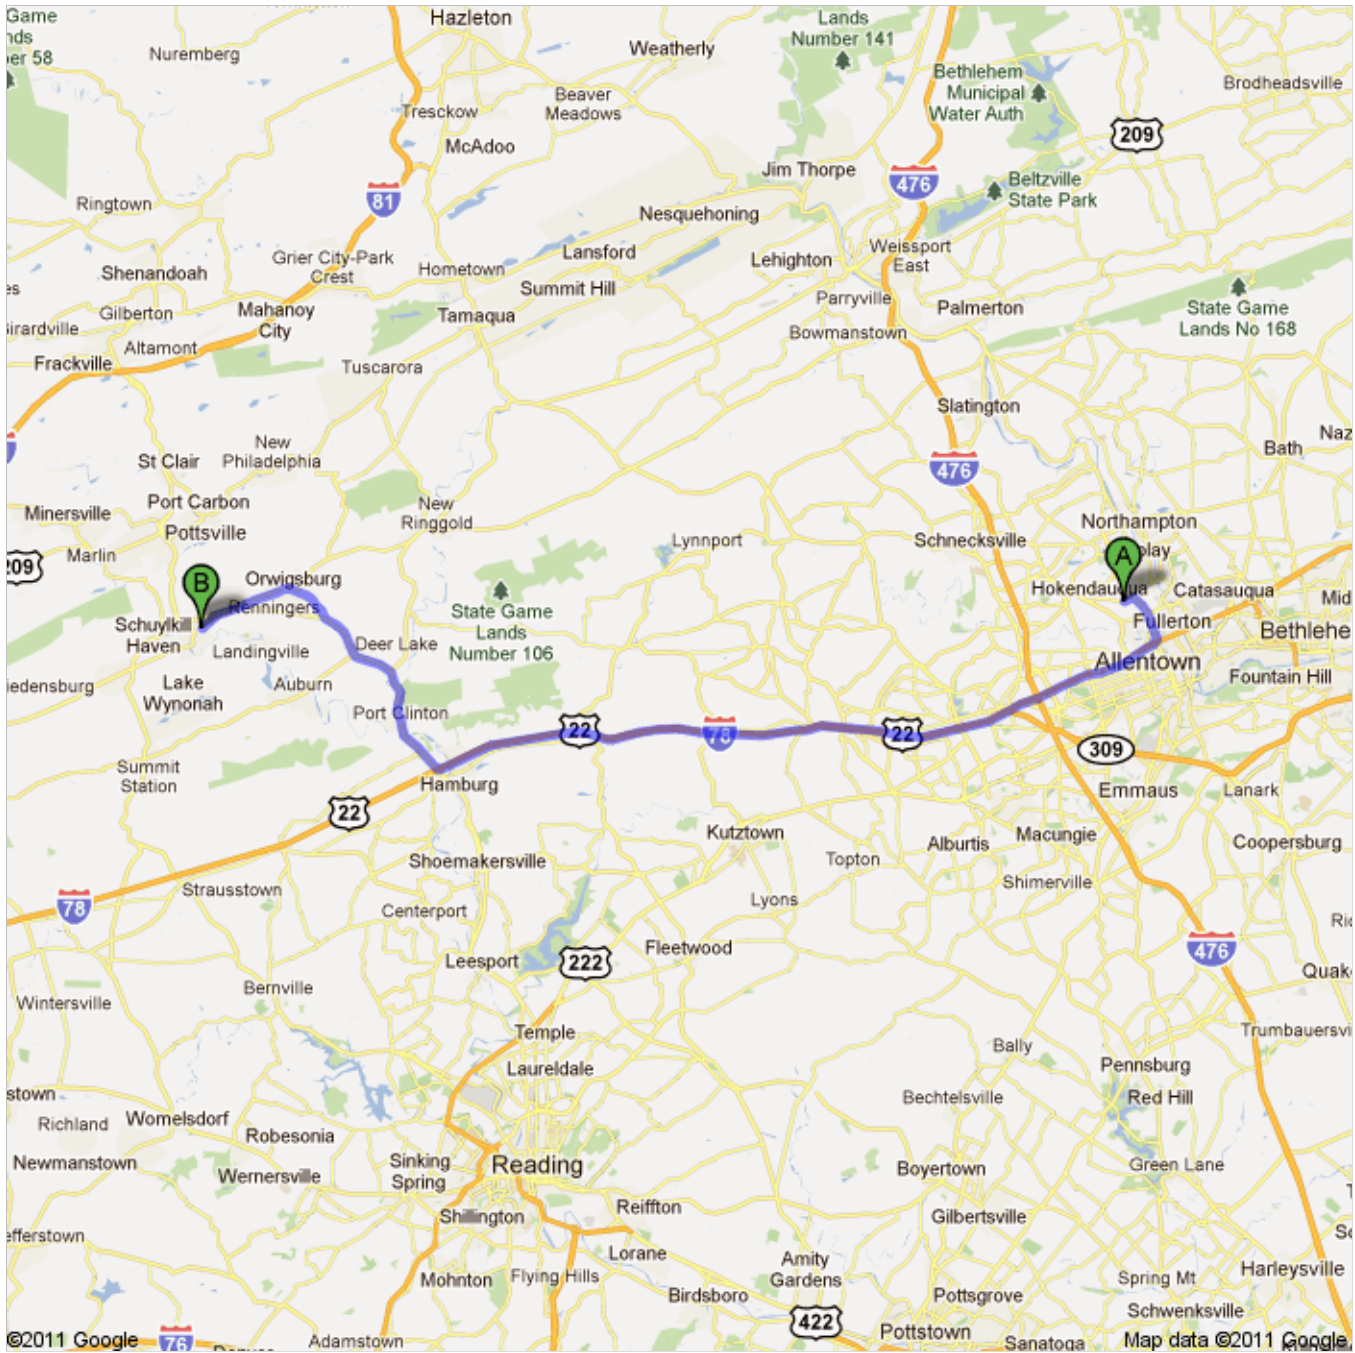 Game
nds
er 58
Nuremberg
Hazleton
Weatherly
Lands
Number 141
Bethlehem
Municipal
Water Auth
Brodheadsville
Tresckow
Beaver
Meadows
McAdoo
209
Jim Thorpe
476
Beltzville
State Park
81
Ringtown
Nesquehoning
Grier City-Park
Crest
Lansford
Weissport
East
Shenandoah
Hometown
Lehighton
Summit Hill
es
Gilbert​on
Mahanoy
City
Tamaqua
Parryville
Palmerton
State Game
Lands No 168
irardville
Altamont
Bowmanstown
Frackville
Tuscarora
Slatington
New
Philadelphia
Naz
Bath
St Clair
476
Port Carbon
New
Ringgold
Minersville
Pottsville
Northampton
Lynnport
Schnecksville
Marlin
play
A
209
B
Orwigsburg
Hokendauqua
Catasauqua
Renningers
State Game
Lands
Number 106
Mid
Schuylkill
Haven
Fullerton
Bethlehe
Deer Lake
Landingville
Allentown
iedensburg
Lake
Wynonah
Auburn
Fountain Hill
Port Clinton
22
78
22
309
Summit
Station
Hamburg
Emmaus
Lanark
22
Kutztown
Alburtis
Macungie
Coopersburg
Shoemakersville
Topton
Strausstown
Shimerville
78
Centerport
Lyons
Ric
Fleetwood
476
Leesport
222
Quak
Bernville
Wintersville
Temple
Trumbauersvi
Bally
Laureldale
Pennsburg
stown
Bechtelsville
Red Hill
Richland
Womelsdorf
Robesonia
Newmanstown
Sinking
Spring
Reading
Boyertown
Green Lane
Wernersville
Reiffton
Shillington
Gilbertsville
efferstown
Lorane
Amity
Gardens
Mohnton
Flying Hills
Harleysville
Spring Mt
Birdsboro
Pottsgrove
Schwenksville
422
Pottstown
©2011 Google
76
Adamstown
Sanatoga
Map data ©2011 Google